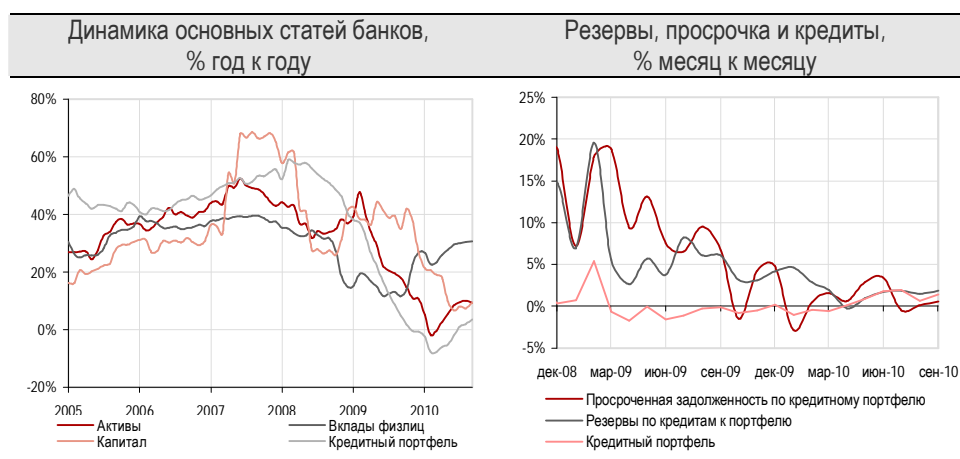 Динамика основных статей банков,
% год к году
80%
60%
40%
20%
0%
-20%
2005 2006 2007 2008 2009 2010
Активы Вклады физлиц
Капитал Кредитный портфель
Резервы, просрочка и кредиты,
% месяц к месяцу
25%
20%
15%
10%
5%
0%
-5%
дек-08 мар-09 июн-09 сен-09 дек-09 мар-10 июн-10 сен-10
Просроченная задолженность по кредитному портфелю
Резервы по кредитам к портфелю
Кредитный портфель